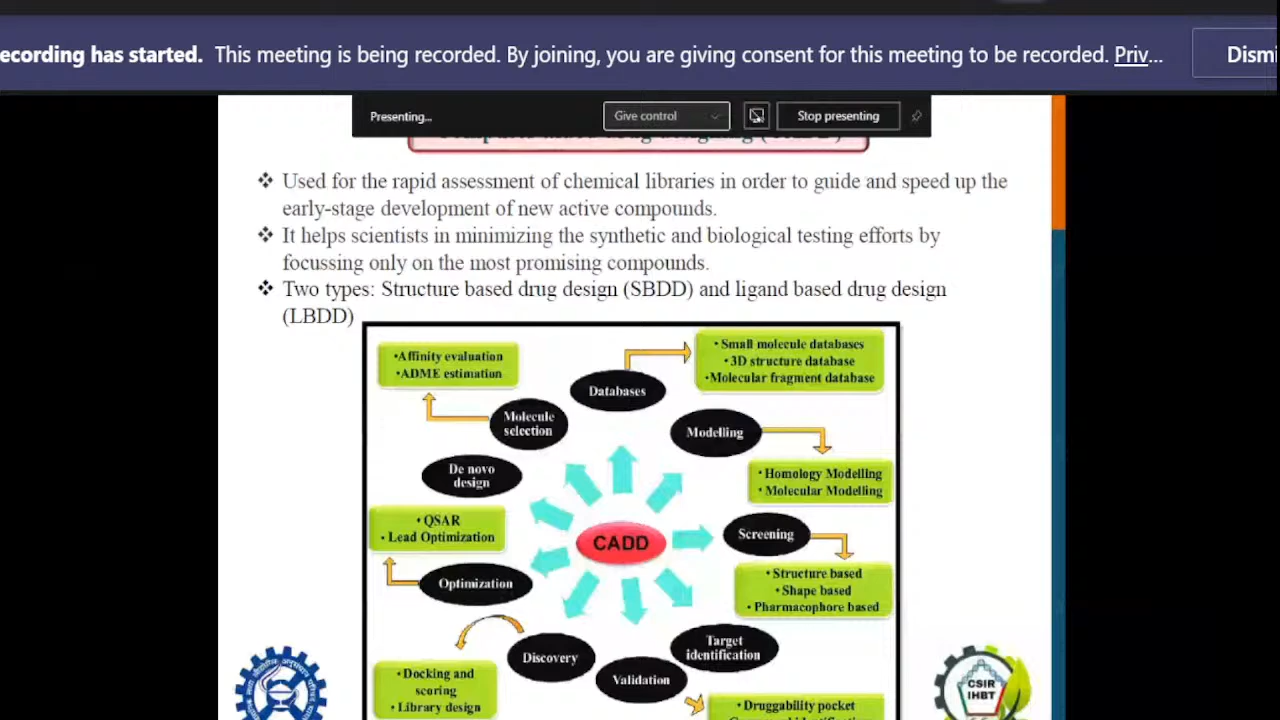 ecording has started. This meeting is being recorded. By joining, you are giving consent for this meeting to be recorded. Priv...
Dismi
Presenting...
Give control
Stop presenting
❖ Used for the rapid assessment of chemical libraries in order to guide and speed up the
early-stage development of new active compounds.
❖ It helps scientists in minimizing the synthetic and biological testing efforts by
focussing only on the most promising compounds.
❖ Two types: Structure based drug design (SBDD) and ligand based drug design
(LBDD)
•Affinity evaluation
• ADME estimation
Databases
• Small molecule databases
• 3D structure database
•Molecular fragment database
Molecule
selection
Modelling
De novo
design
• Homology Modelling
• Molecular Modelling
• QSAR
• Lead Optimization
CADD
Screening
Optimization
• Structure based
• Shape based
• Pharmacophore based
Discovery
Target
identification
Validation
• Docking and
scoring
• Library design
• Druggability pocket
CSIR
IHBT